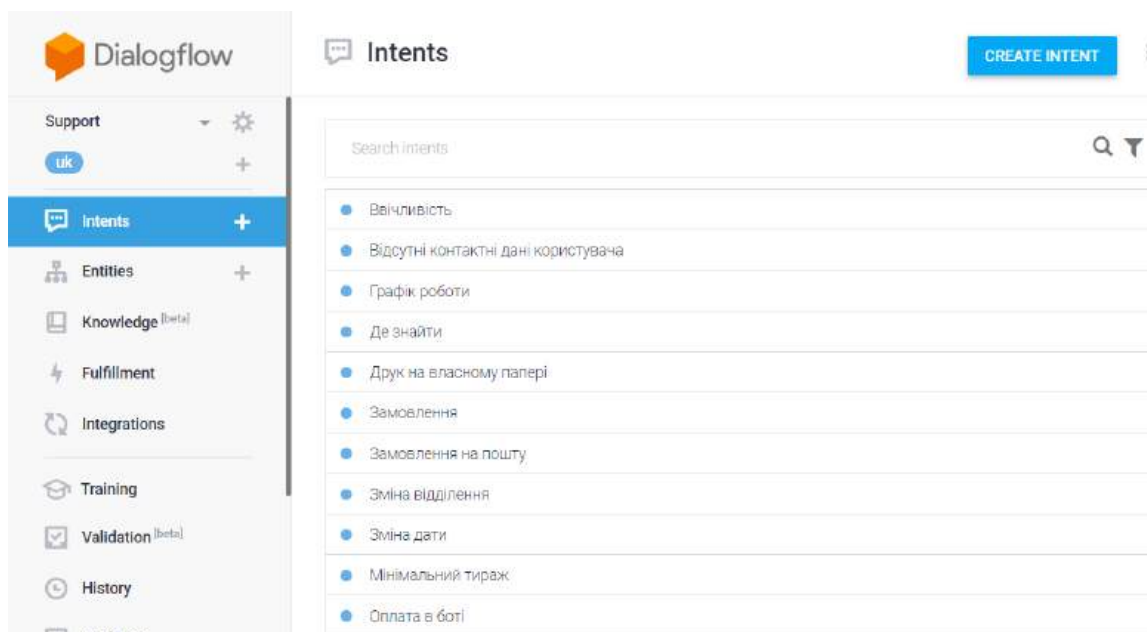 Dialogflow
Intents
CREATE INTENT
Support
uk
Search intents
Intents
Entities
Knowledge [beta]
Fulfillment
Integrations
Training
Validation [beta]
History
Ввічливість
Відсутні контактні дані користувача
Графік роботи
Де знайти
Друк на власному папері
Замовлення
Замовлення на пошту
Зміна відділення
Зміна дати
Мінімальний тираж
Оплата в боті